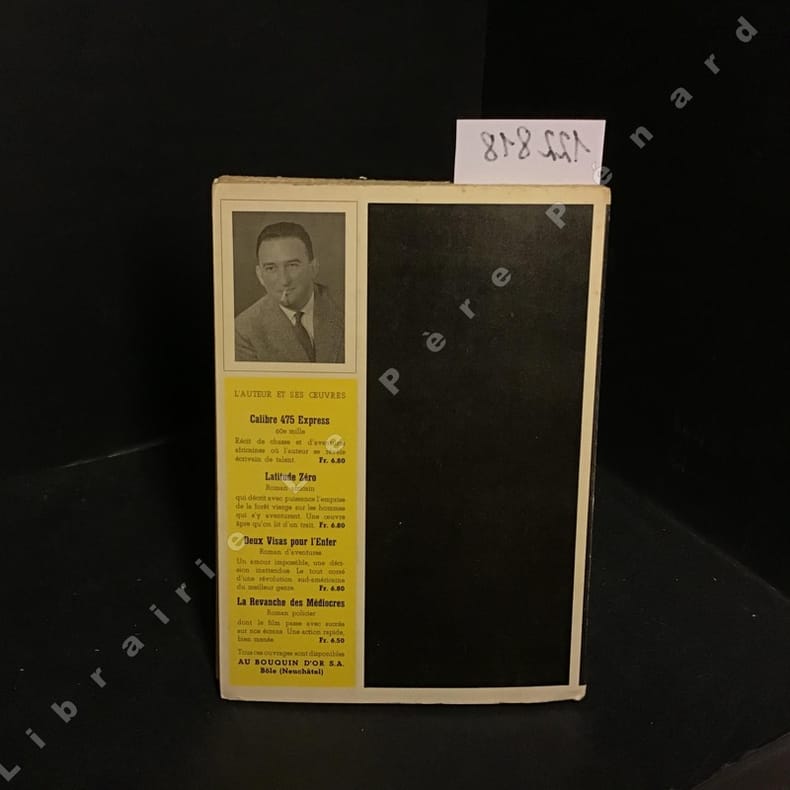 122818
L'AUTEUR ET SES ŒUVRES
Calibre 475 Express
60e mille
Récit de chasse et d'aventures
africaines où l'auteur se révèle
écrivain de talent. Fr. 6.80
Latitude Zéro
Roman
qui décrit avec puissance l'emprise
de la forêt vierge sur les hommes
qui s'y aventurent. Une œuvre
âpre qu'on lit d'un trait. Fr. 6.80
Deux Visas pour l'Enfer
Roman d'aventures
Un amour impossible, une déci-
sion inattendue. Le tout corsé
d'une révolution sud-américaine
du meilleur genre. Fr. 6.80
La Revanche des Médiocres
Roman policier
dont le film passe avec succès
sur nos écrans. Une action rapide,
bien menée. Fr. 6.50
Tous ces ouvrages sont disponibles
AU BOUQUIN D'OR S.A.
Bôle (Neuchâtel)
Librairie Le Père Pénard